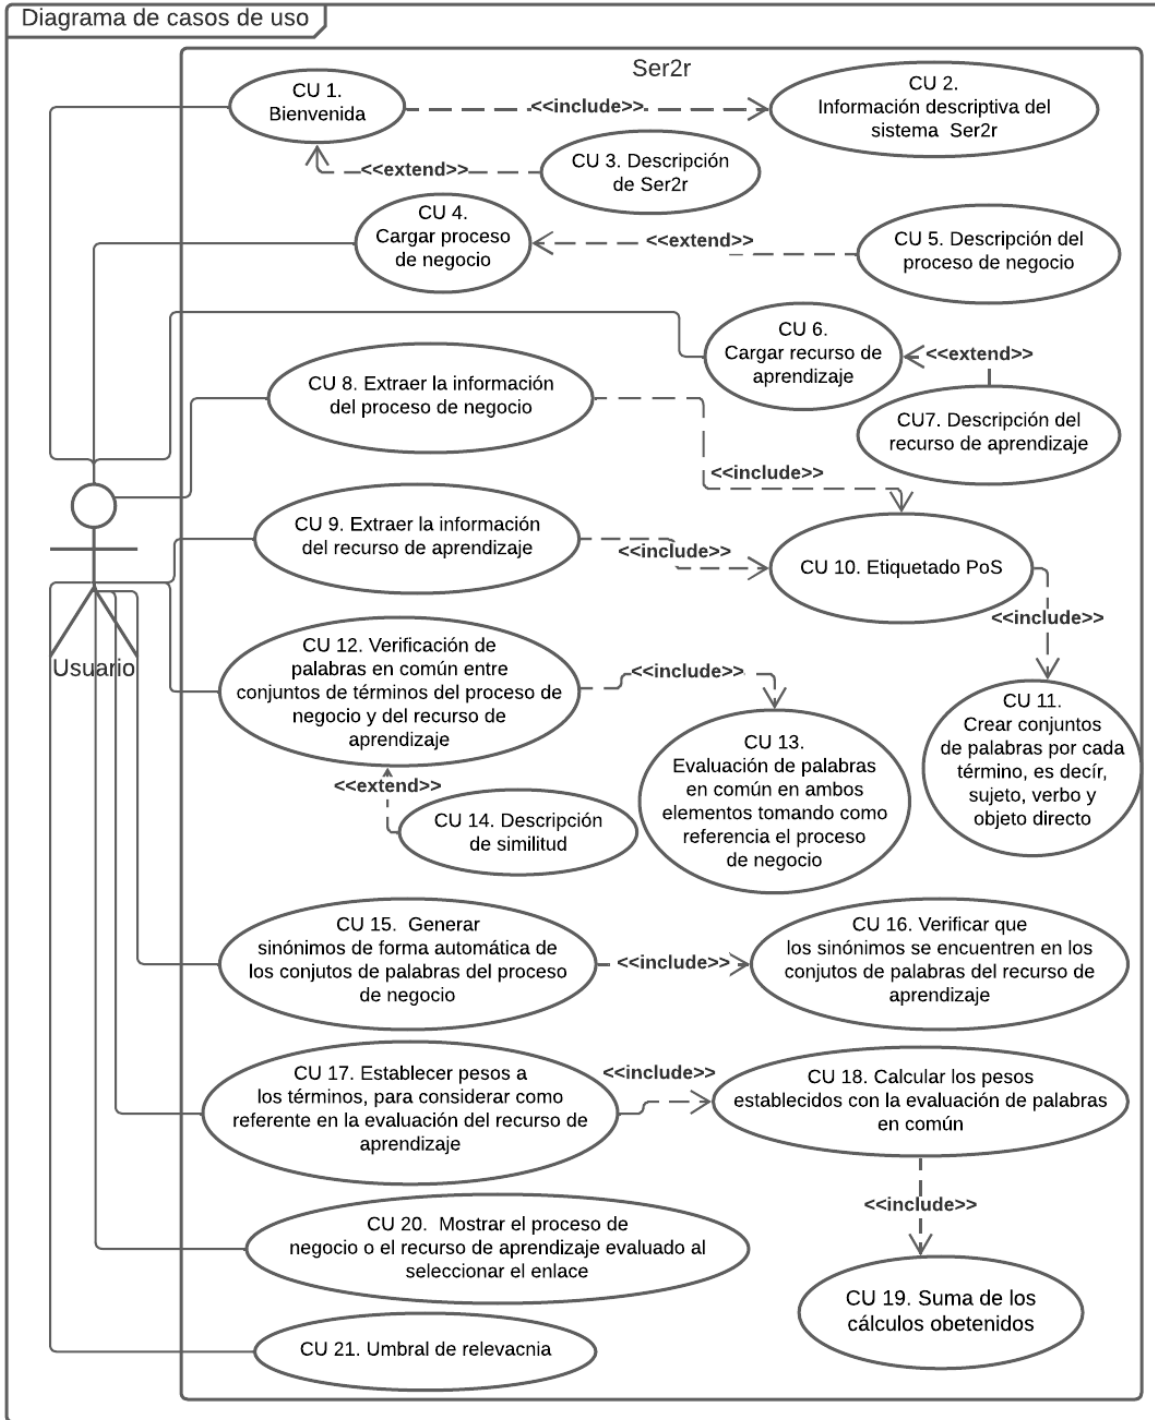 Diagrama de casos de uso
Ser2r
CU 1.
Bienvenida
<<include>>
CU 2.
Información descriptiva del
sistema Ser2r
<<extend>>
CU 3. Descripción
de Ser2r
CU 4.
Cargar proceso
de negocio
<<extend>>
CU 5. Descripción del
proceso de negocio
CU 6.
Cargar recurso de
aprendizaje
<<extend>>
CU7. Descripción del
recurso de aprendizaje
CU 8. Extraer la información
del proceso de negocio
<<include>>
CU 9. Extraer la información
del recurso de aprendizaje
<<include>>
CU 10. Etiquetado PoS
<<include>>
CU 11.
Crear conjuntos
de palabras por cada
término, es decír,
sujeto, verbo y
objeto directo
Usuario
CU 12. Verificación de
palabras en común entre
conjuntos de términos del proceso de
negocio y del recurso de
aprendizaje
<<include>>
CU 13.
Evaluación de palabras
en común en ambos
elementos tomando como
referencia el proceso
de negocio
<<extend>>
CU 14. Descripción
de similitud
CU 15. Generar
sinónimos de forma automática de
los conjutos de palabras del proceso
de negocio
<<include>>
CU 16. Verificar que
los sinónimos se encuentren en los
conjutos de palabras del recurso de
aprendizaje
CU 17. Establecer pesos a
los términos, para considerar como
referente en la evaluación del recurso de
aprendizaje
<<include>>
CU 18. Calcular los pesos
establecidos con la evaluación de palabras
en común
<<include>>
CU 19. Suma de los
cálculos obetenidos
CU 20. Mostrar el proceso de
negocio o el recurso de aprendizaje evaluado al
seleccionar el enlace
CU 21. Umbral de relevacnia